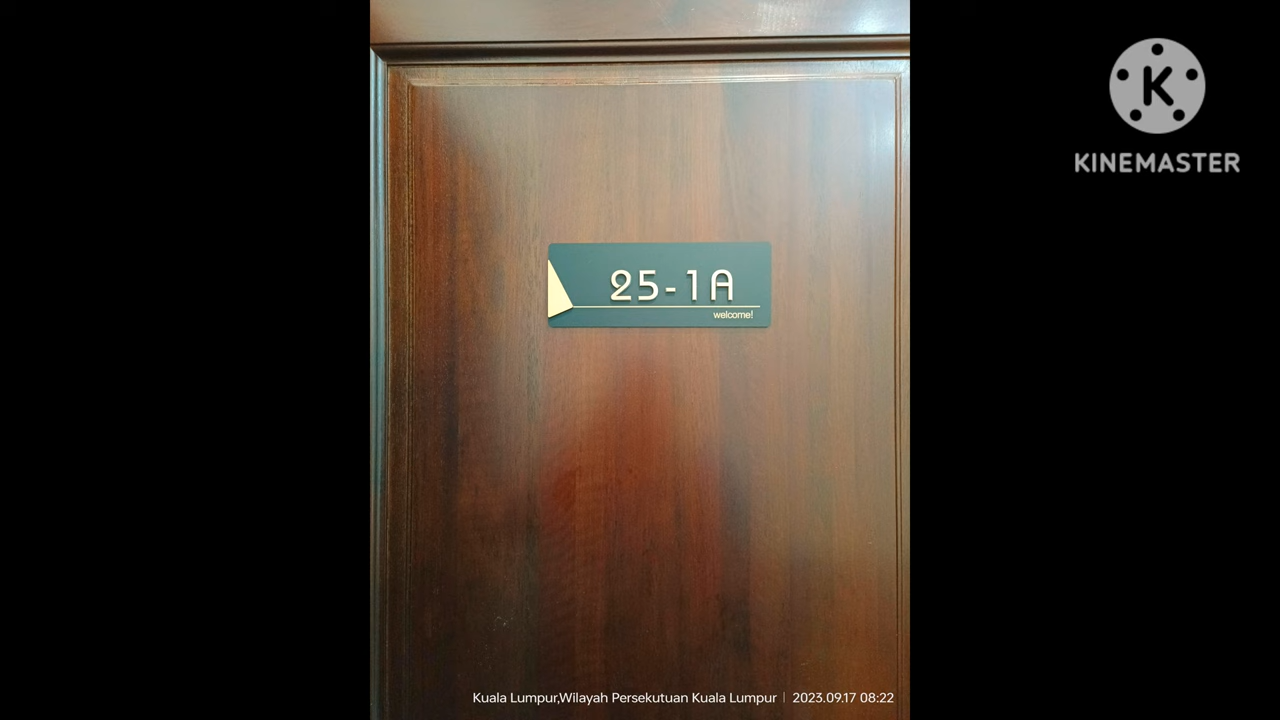 K
KINEMASTER
25-1A
welcome!
Kuala Lumpur,Wilayah Persekutuan Kuala Lumpur | 2023.09.17 08:22